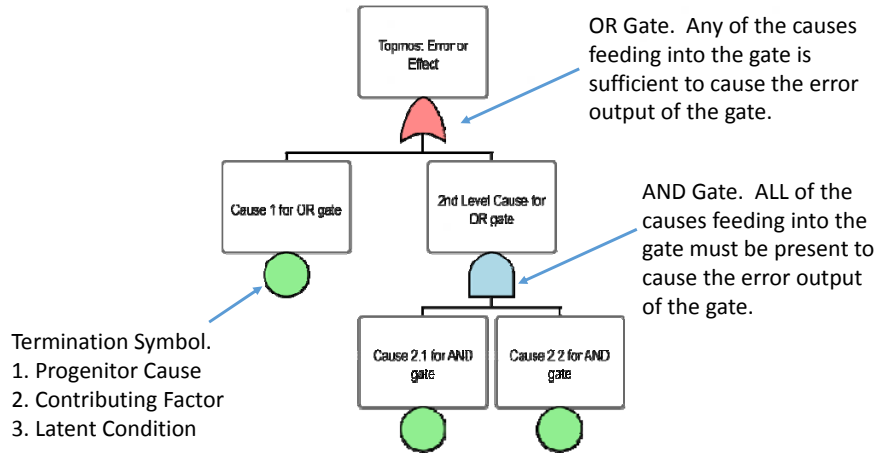 Topmost Error or
Effect
OR Gate. Any of the causes
feeding into the gate is
sufficient to cause the error
output of the gate.
Cause 1 for OR gate
2nd Level Cause for
OR gate
AND Gate. ALL of the
causes feeding into the
gate must be present to
cause the error output
of the gate.
Termination Symbol.
1. Progenitor Cause
2. Contributing Factor
3. Latent Condition
Cause 2.1 for AND
gate
Cause 2.2 for AND
gate